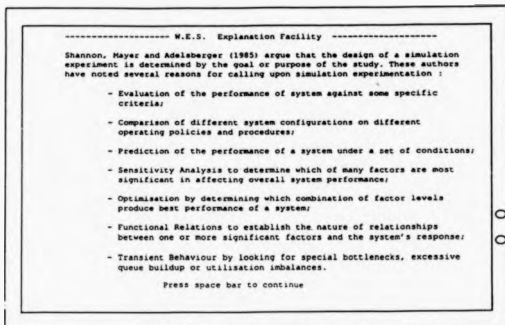 -------------------- W.E.S. Explanation Facility --------------------
Shannon, Mayer and Adelsberger (1985) argue that the design of a simulation
experiment is determined by the goal or purpose of the study. These authors
have noted several reasons for calling upon simulation experimentation :
- Evaluation of the performance of system against some specific
criteria;
- Comparison of different system configurations on different
operating policies and procedures;
- Prediction of the performance of a system under a set of conditions;
- Sensitivity Analysis to determine which of many factors are most
significant in affecting overall system performance;
- Optimisation by determining which combination of factor levels
produce best performance of a system;
- Functional Relations to establish the nature of relationships
between one or more significant factors and the system's response;
- Transient Behaviour by looking for special bottlenecks, excessive
queue buildup or utilisation imbalances.
Press space bar to continue